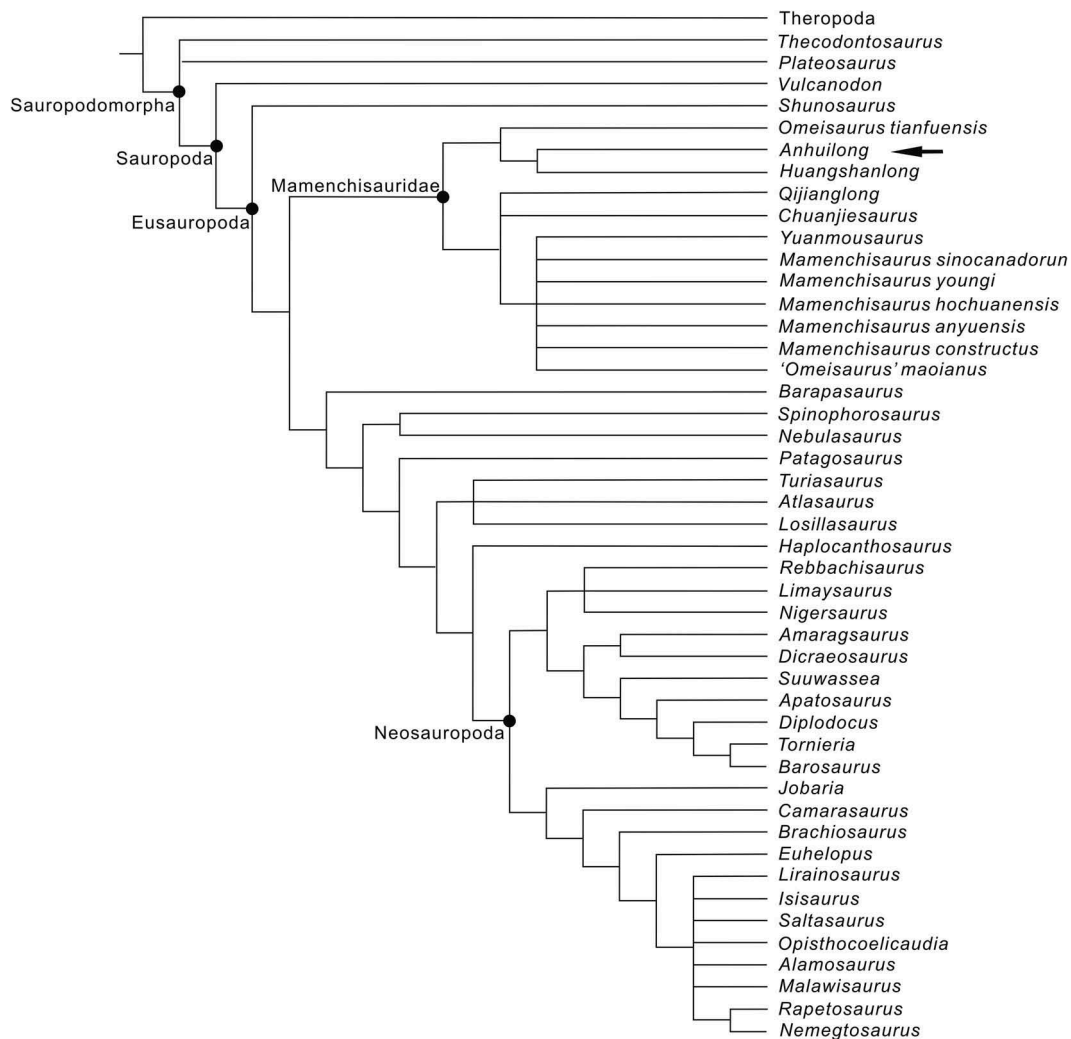 Theropoda
Thecodontosaurus
Plateosaurus
Vulcanodon
Sauropodomorpha
Shunosaurus
Omeisaurus tianfuensis
Sauropoda
Anhuilong
Huangshanlong
Mamenchisauridae
Qijianglong
Chuanjiesaurus
Eusauropoda
Yuanmousaurus
Mamenchisaurus sinocanadorun
Mamenchisaurus youngi
Mamenchisaurus hochuanensis
Mamenchisaurus anyuensis
Mamenchisaurus constructus
‘Omeisaurus’ maoianus
Barapasaurus
Spinophorosaurus
Nebulasaurus
Patagosaurus
Turiasaurus
Atlasaurus
Losillasaurus
Haplocanthosaurus
Rebbachisaurus
Limaysaurus
Nigersaurus
Amaragsaurus
Dicraeosaurus
Suuwassea
Apatosaurus
Diplodocus
Neosauropoda
Tornieria
Barosaurus
Jobaria
Camarasaurus
Brachiosaurus
Euhelopus
Lirainosaurus
Isisaurus
Saltasaurus
Opisthocoelicaudia
Alamosaurus
Malawisaurus
Rapetosaurus
Nemegtosaurus